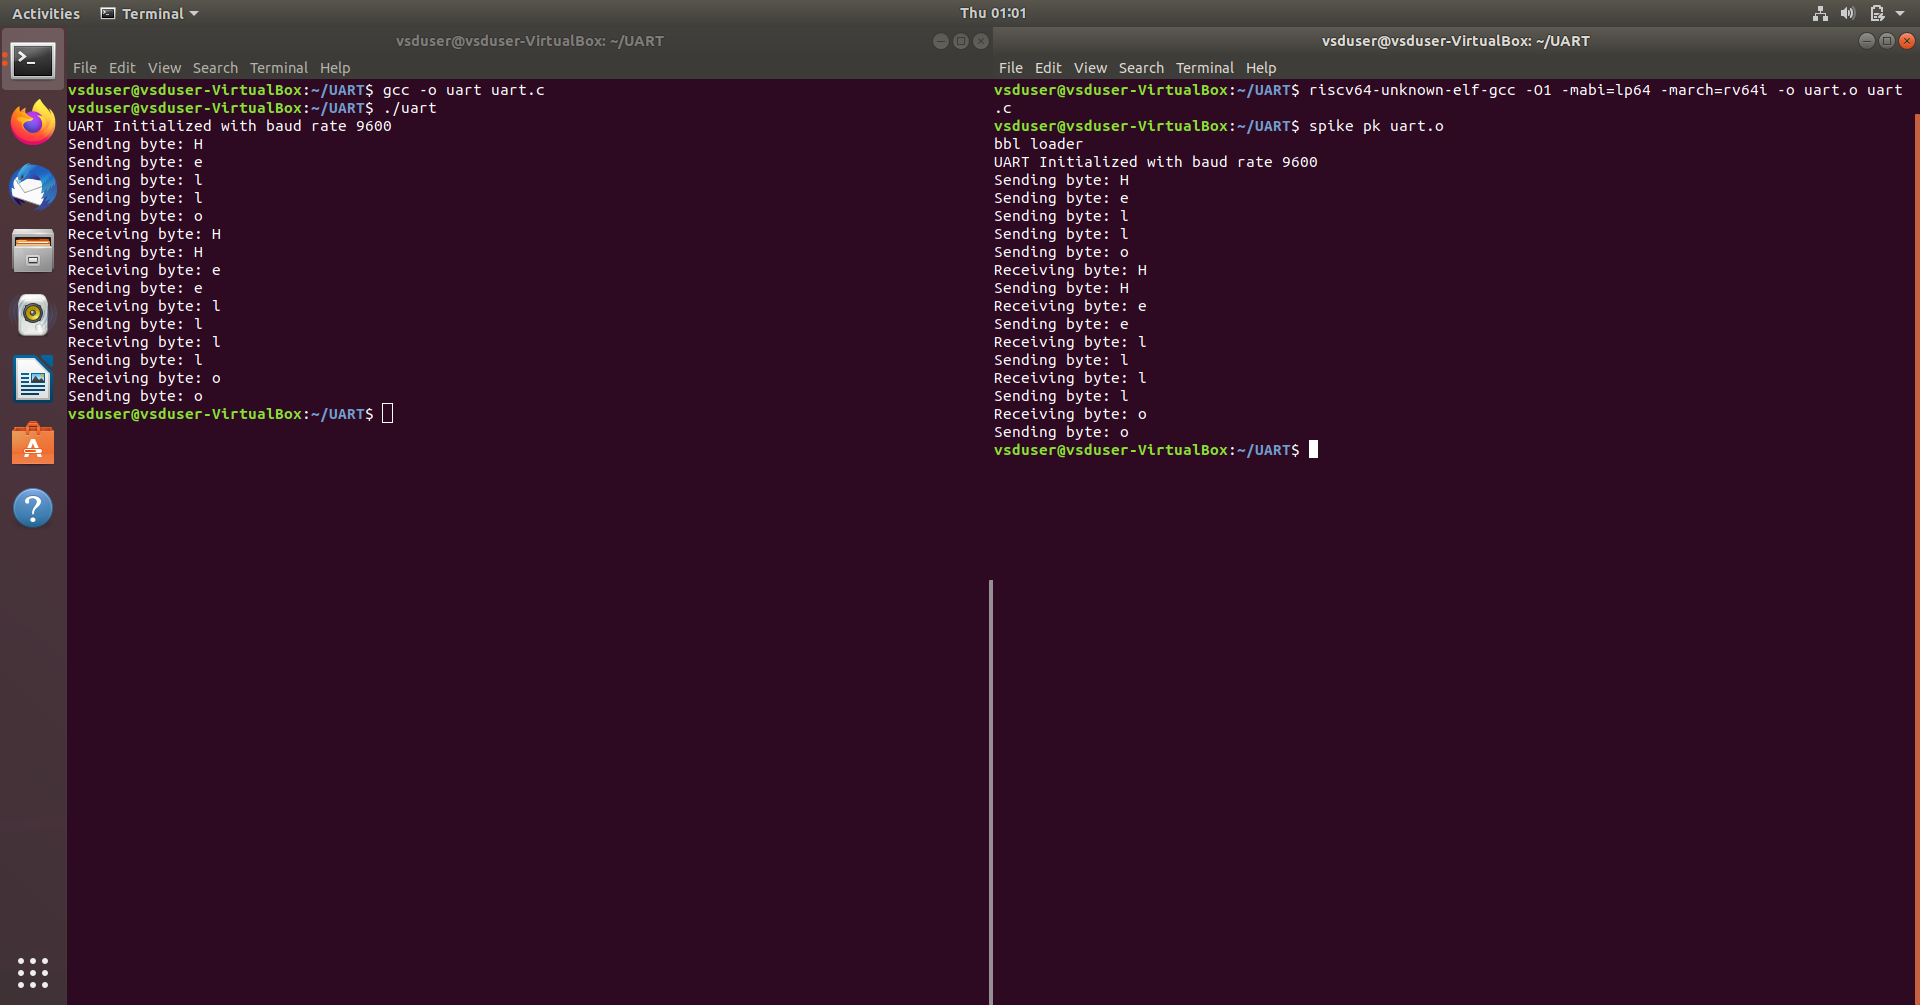 Activities Terminal Thu 01:01
vsduser@vsduser-VirtualBox: ~/UART
File Edit View Search Terminal Help
vsduser@vsduser-VirtualBox:~/UART$ gcc -o uart uart.c
vsduser@vsduser-VirtualBox:~/UART$ ./uart
UART Initialized with baud rate 9600
Sending byte: H
Sending byte: e
Sending byte: l
Sending byte: l
Sending byte: o
Receiving byte: H
Sending byte: H
Receiving byte: e
Sending byte: e
Receiving byte: l
Sending byte: l
Receiving byte: l
Sending byte: l
Receiving byte: o
Sending byte: o
vsduser@vsduser-VirtualBox:~/UART$
vsduser@vsduser-VirtualBox: ~/UART
File Edit View Search Terminal Help
vsduser@vsduser-VirtualBox:~/UART$ riscv64-unknown-elf-gcc -O1 -mabi=lp64 -march=rv64i -o uart.o uart
.c
vsduser@vsduser-VirtualBox:~/UART$ spike pk uart.o
bbl loader
UART Initialized with baud rate 9600
Sending byte: H
Sending byte: e
Sending byte: l
Sending byte: l
Sending byte: o
Receiving byte: H
Sending byte: H
Receiving byte: e
Sending byte: e
Receiving byte: l
Sending byte: l
Receiving byte: l
Sending byte: l
Receiving byte: o
Sending byte: o
vsduser@vsduser-VirtualBox:~/UART$